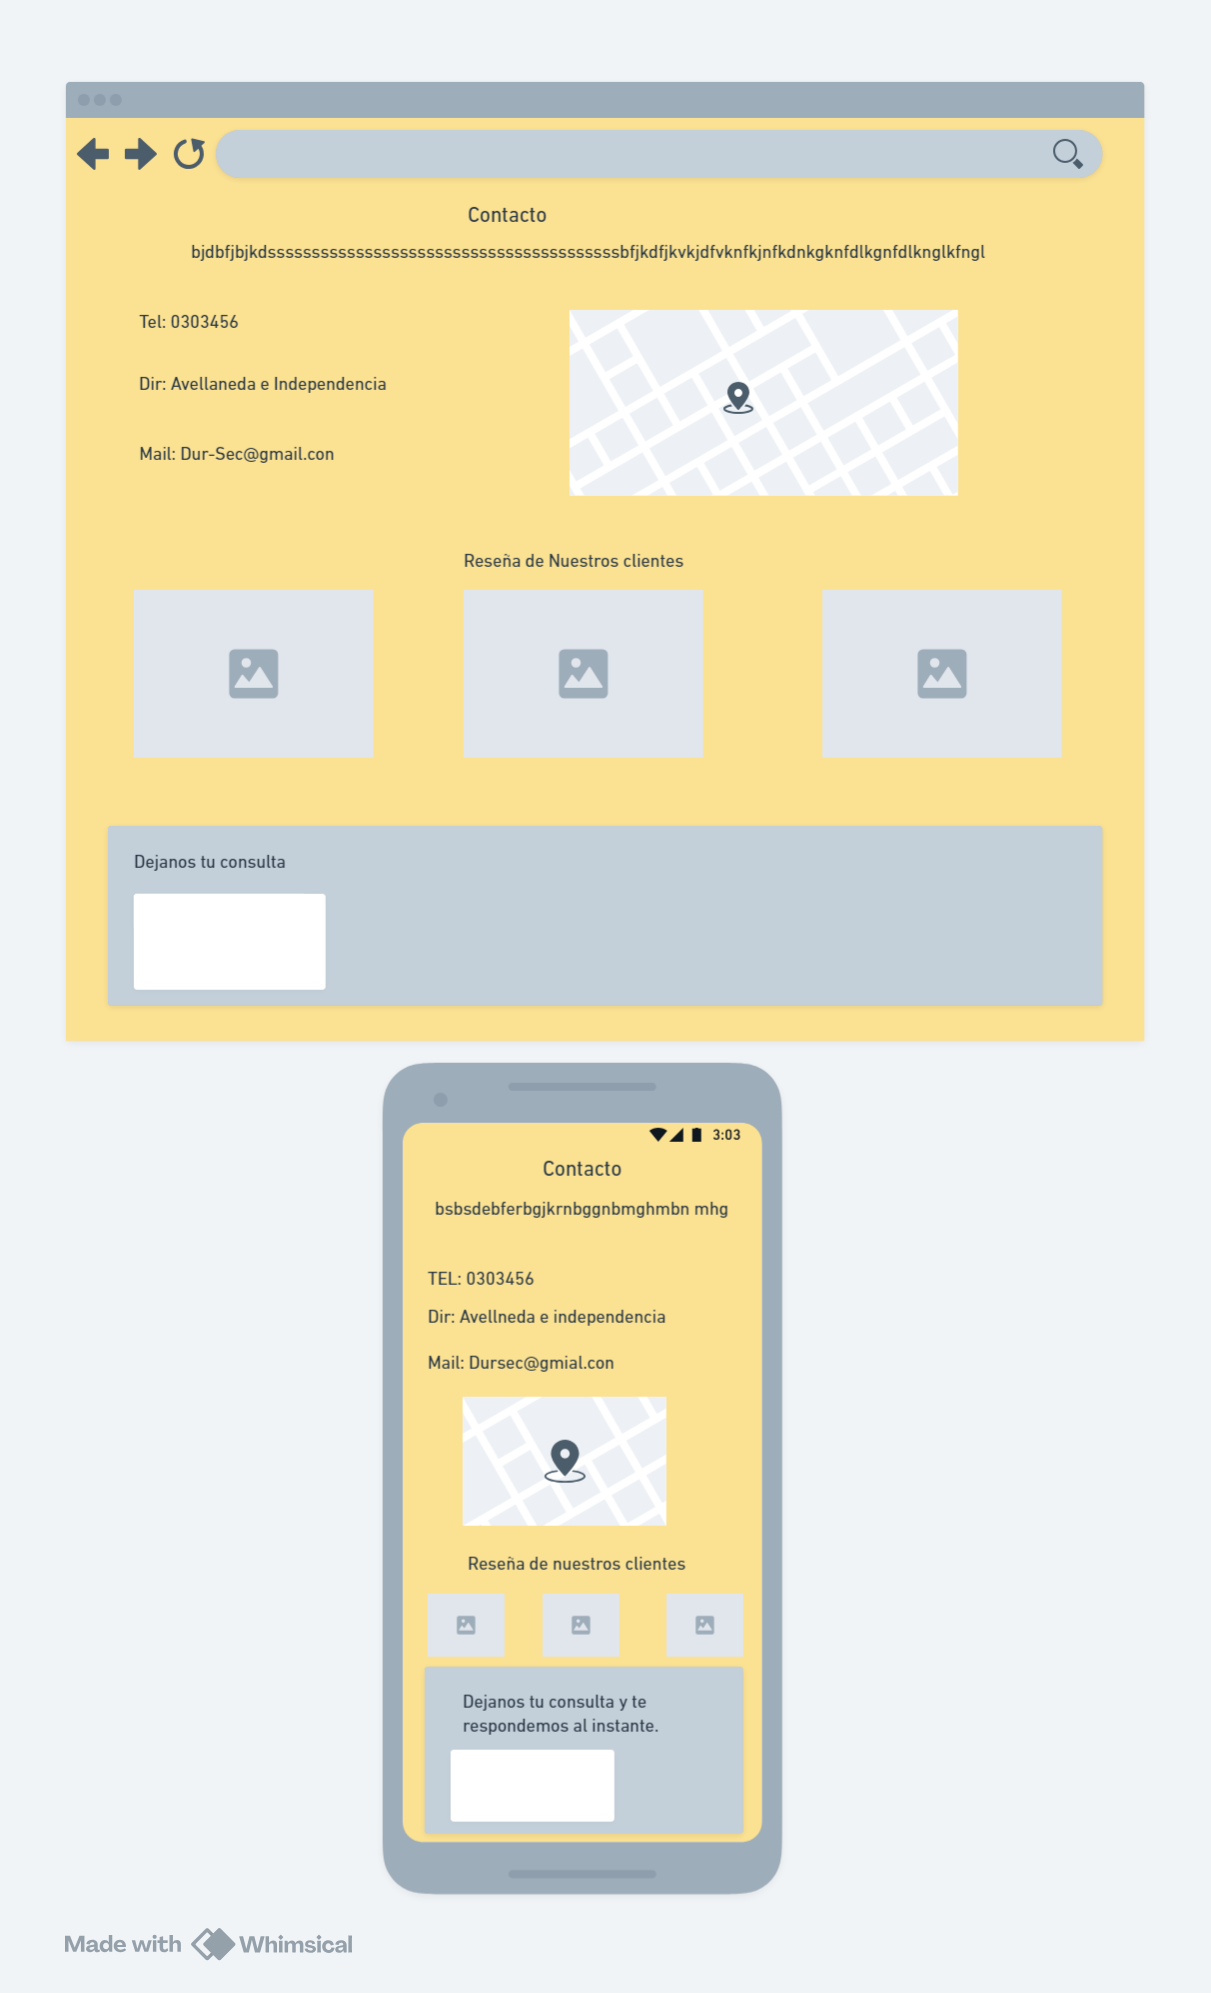 Contacto
bjdbfjbjkdssssssssssssssssssssssssssssssssssssssssbfjkdfjkvkjdfvknfkjnfkdnkgknfdlkgnfdlknglkfngl
Tel: 0303456
Dir: Avellaneda e Independencia
Mail: Dur-Sec@gmail.con
Reseña de Nuestros clientes
Dejanos tu consulta
3:03
Contacto
bsbsdebferbgjkrnbggnbmghmbn mhg
TEL: 0303456
Dir: Avellneda e independencia
Mail: Dursec@gmial.con
Reseña de nuestros clientes
Dejanos tu consulta y te
respondemos al instante.
Made with Whimsical